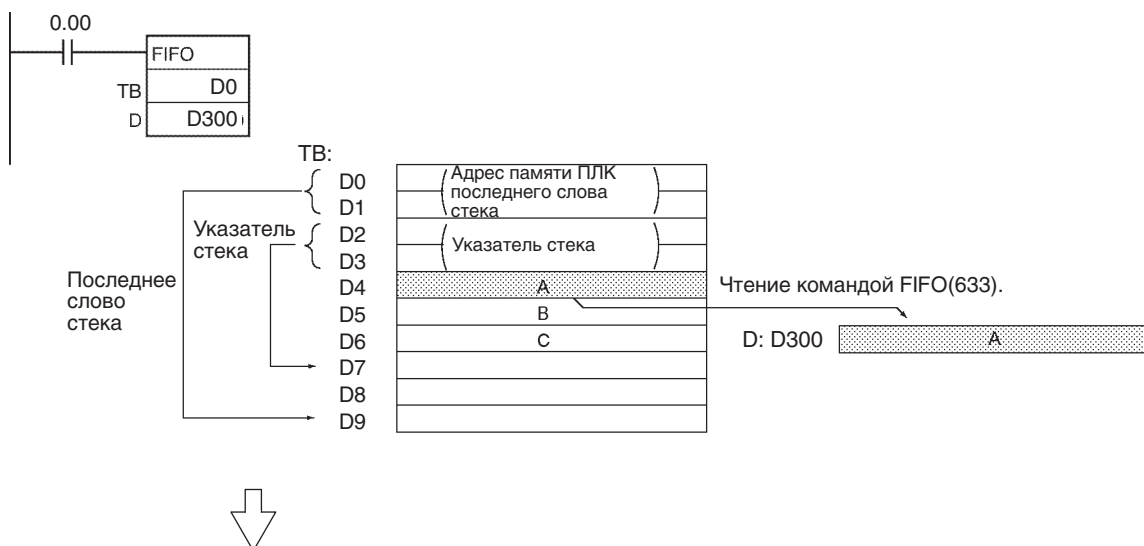 0.00
FIFO
TB D0
D D300
TB:
D0
D1
D2
D3
D4
D5
D6
D7
D8
D9
Адрес памяти ПЛК
последнего слова
стека
Указатель стека
A
B
C
Указатель
стека
Последнее
слово
стека
Чтение командой FIFO(633).
D: D300 A